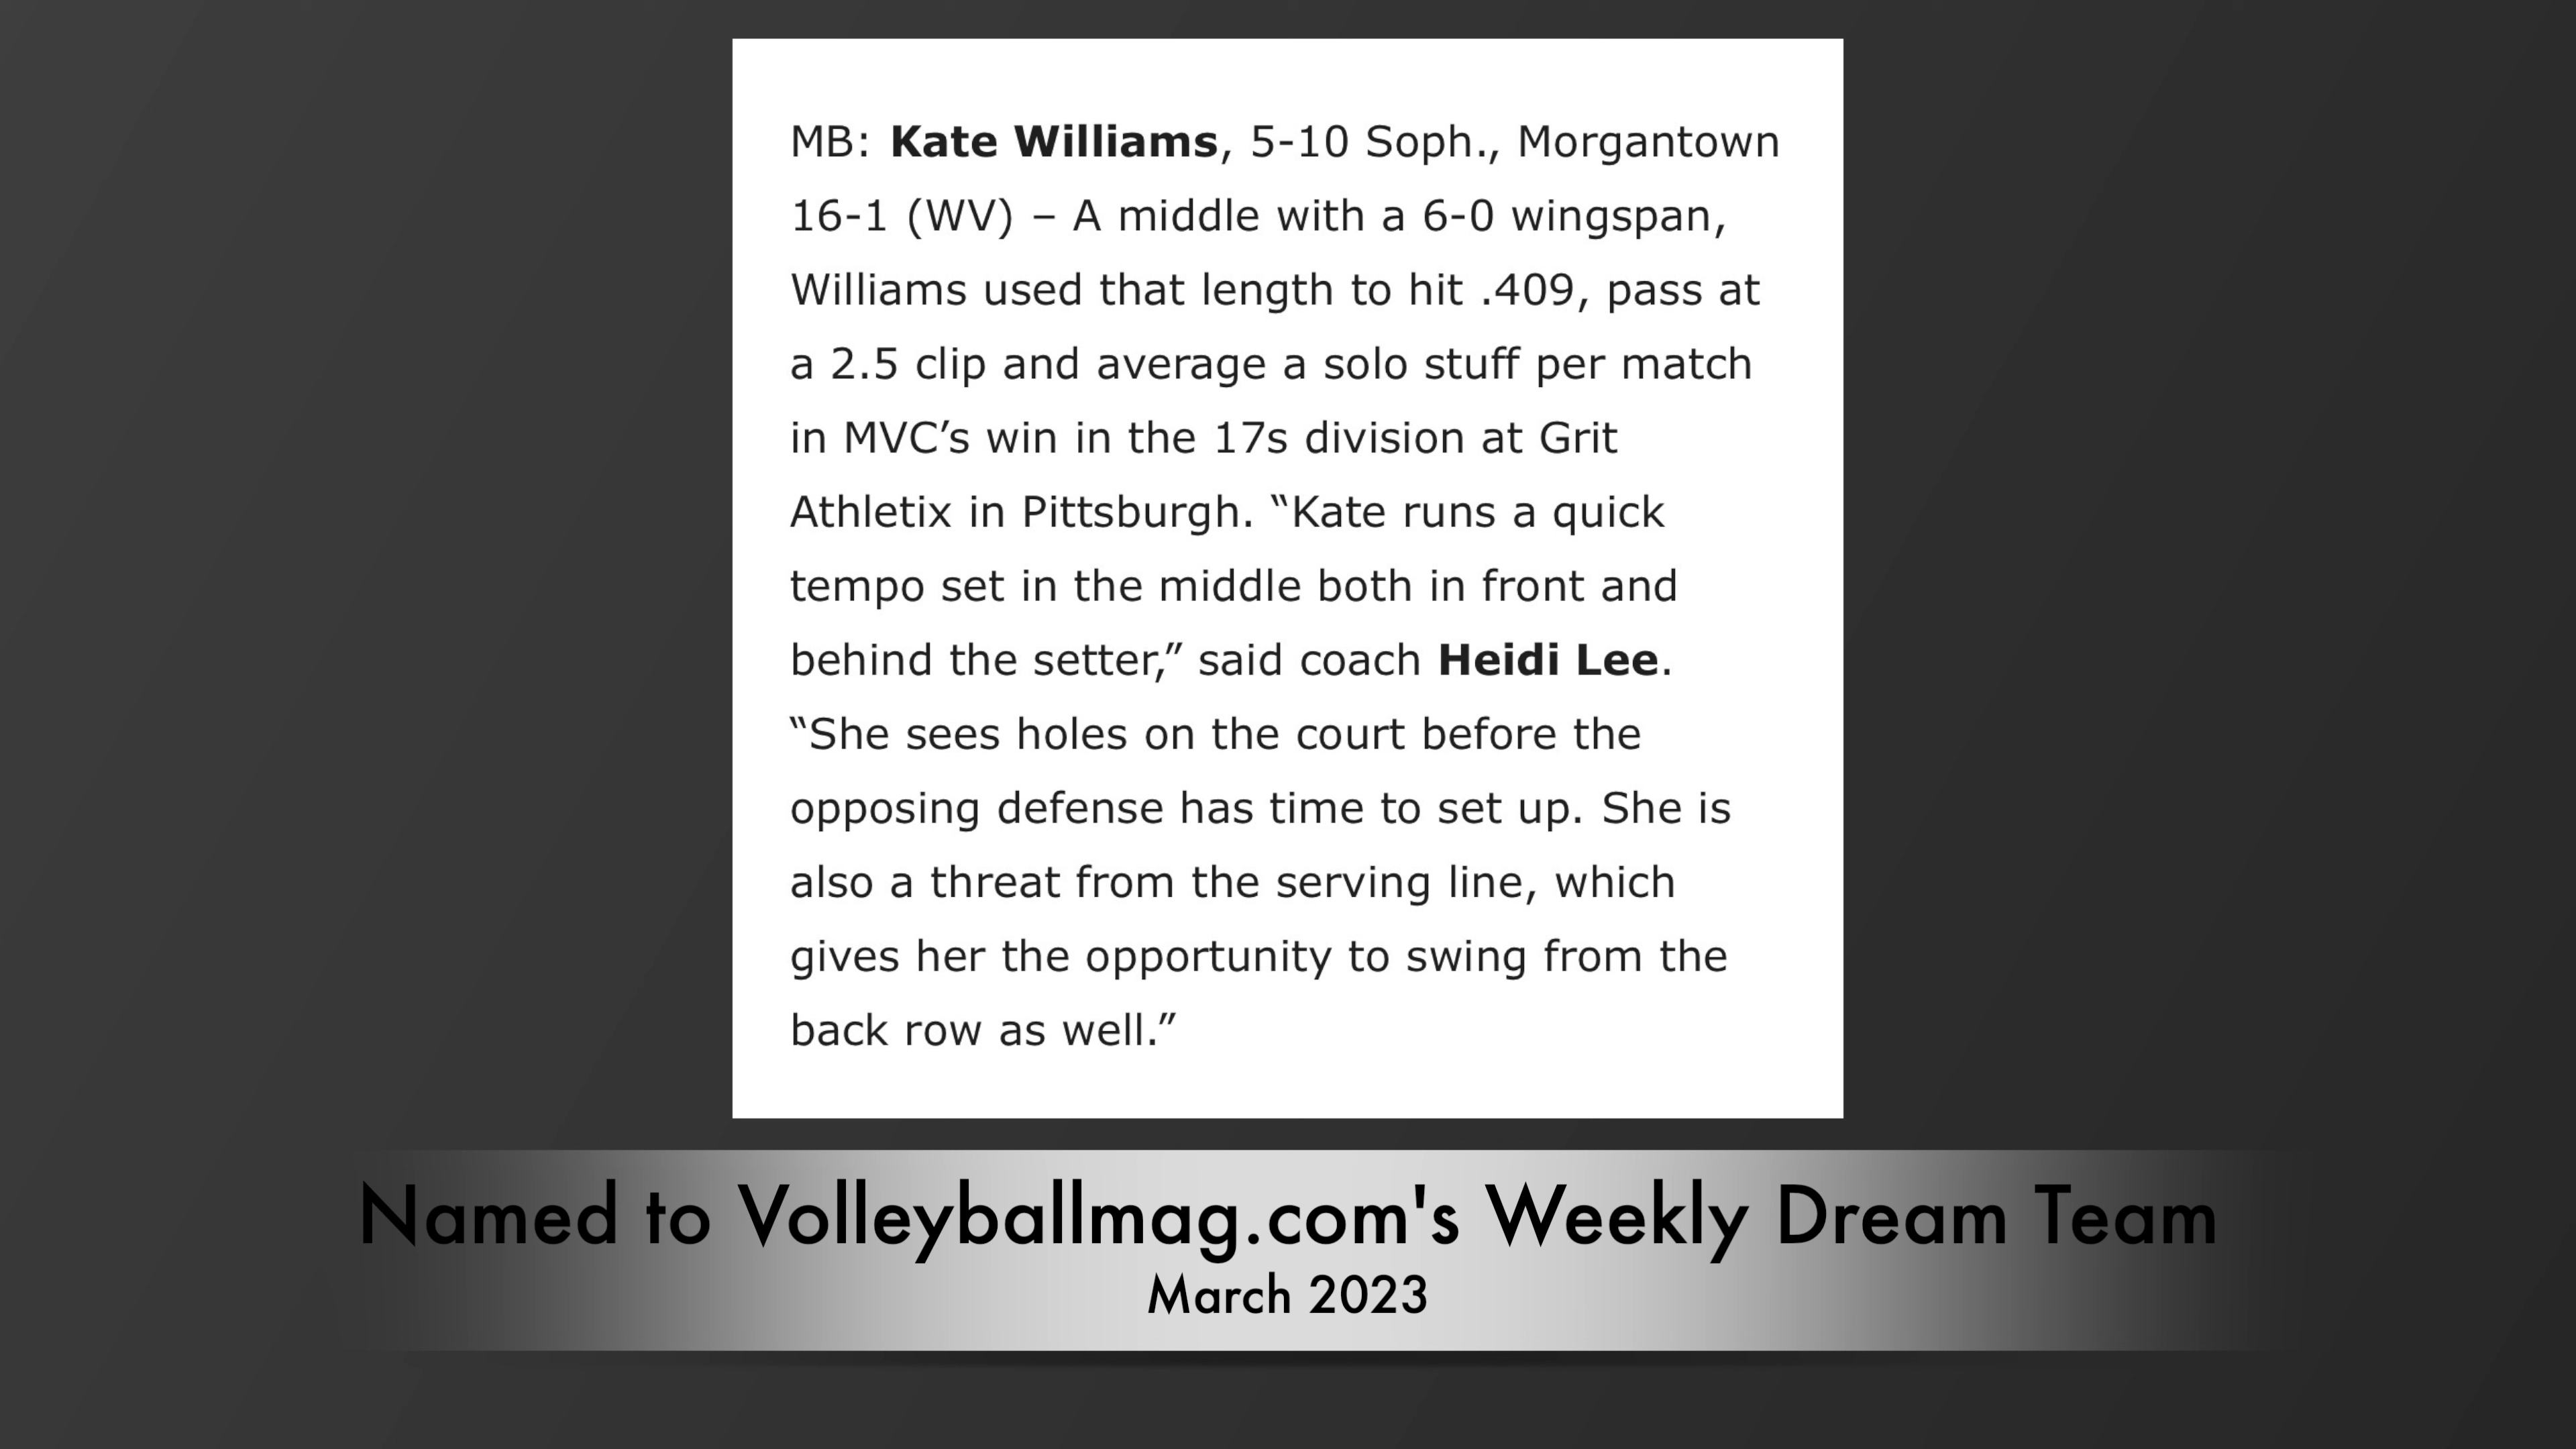 MB: Kate Williams, 5-10 Soph., Morgantown
16-1 (WV) – A middle with a 6-0 wingspan,
Williams used that length to hit .409, pass at
a 2.5 clip and average a solo stuff per match
in MVC’s win in the 17s division at Grit
Athletix in Pittsburgh. “Kate runs a quick
tempo set in the middle both in front and
behind the setter,” said coach Heidi Lee.
“She sees holes on the court before the
opposing defense has time to set up. She is
also a threat from the serving line, which
gives her the opportunity to swing from the
back row as well.”
Named to Volleyballmag.com's Weekly Dream Team
March 2023